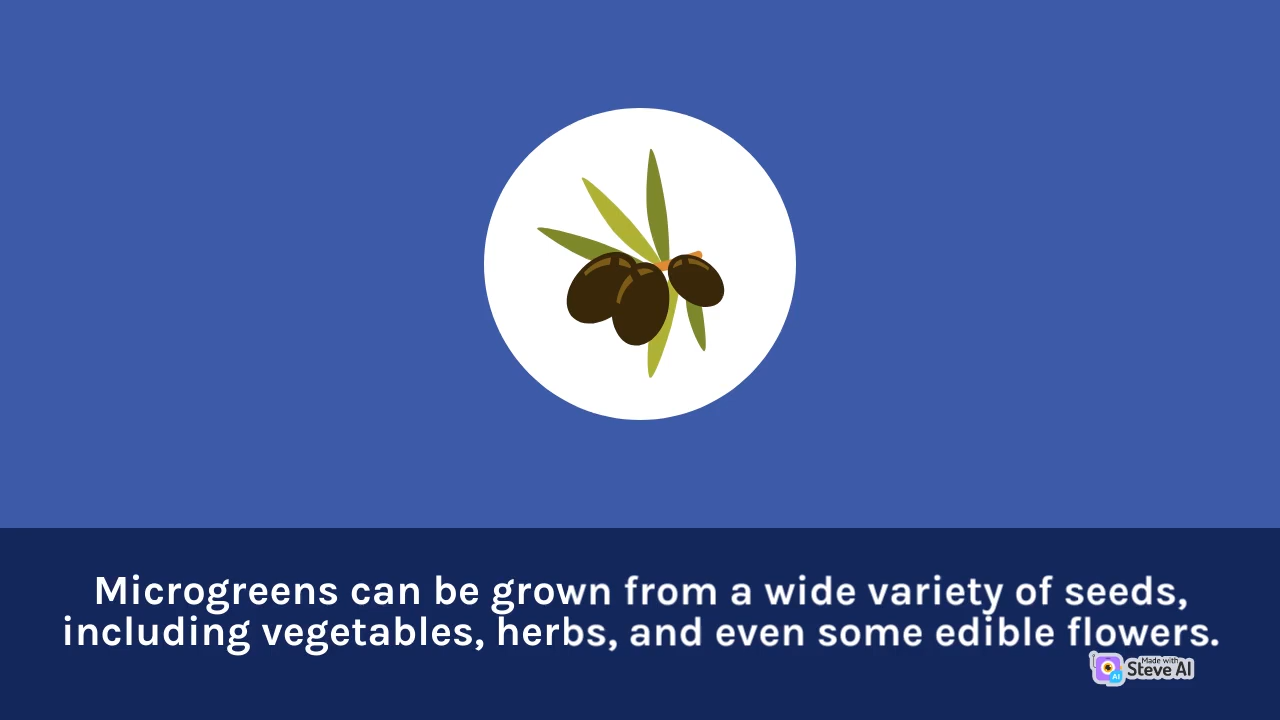 Microgreens can be grown from a wide variety of seeds,
including vegetables, herbs, and even some edible flowers.
Made with
Steve AI
AI